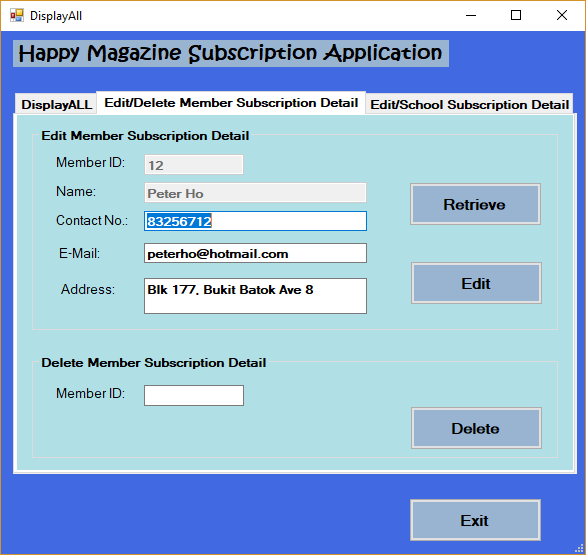 DisplayAll
Happy Magazine Subscription Application
DisplayALL Edit/Delete Member Subscription Detail Edit/School Subscription Detail
Edit Member Subscription Detail
Member ID: 12
Name: Peter Ho
Retrieve
Contact No.: 83256712
E-Mail: peterho@hotmail.com
Edit
Address: Blk 177, Bukit Batok Ave 8
Delete Member Subscription Detail
Member ID:
Delete
Exit